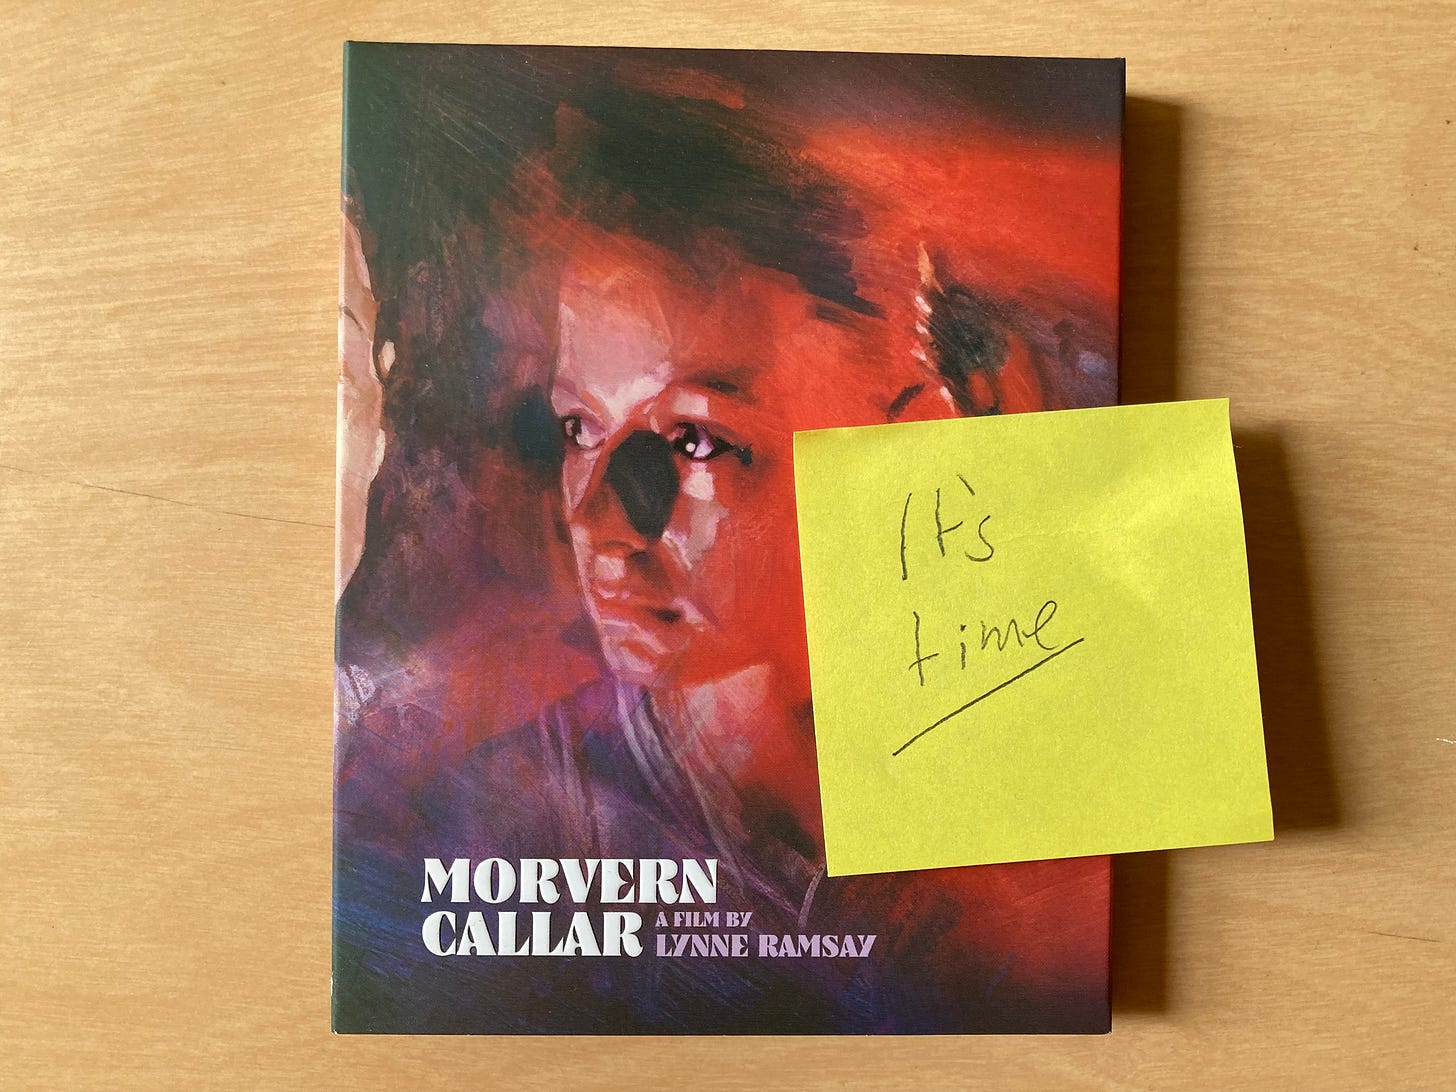 MORVERN
CALLAR
A FILM BY
LYNNE RAMSAY
It's
time